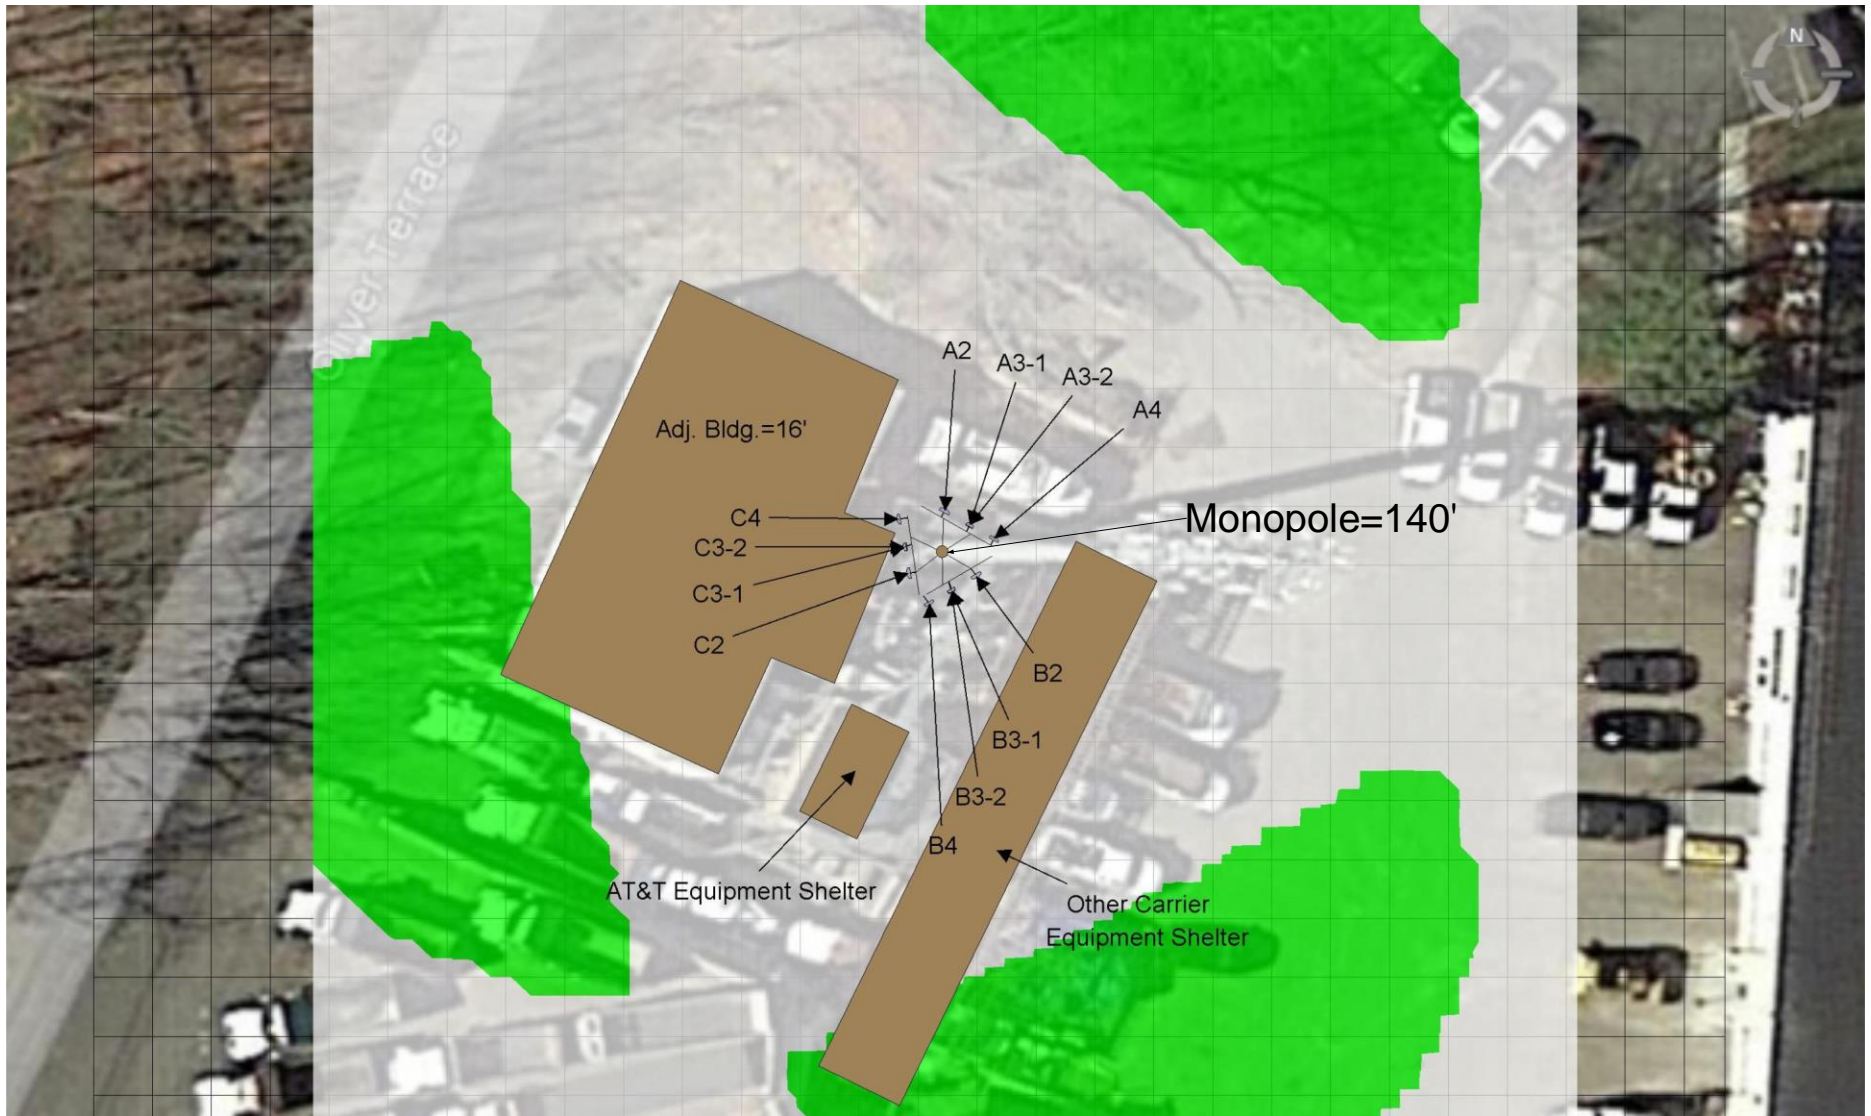 N
River Terrace
A2
A3-1
A3-2
A4
Adj. Bldg.=16'
C4
C3-2
C3-1
C2
Monopole=140'
B2
B3-1
B3-2
B4
AT&T Equipment Shelter
Other Carrier
Equipment Shelter